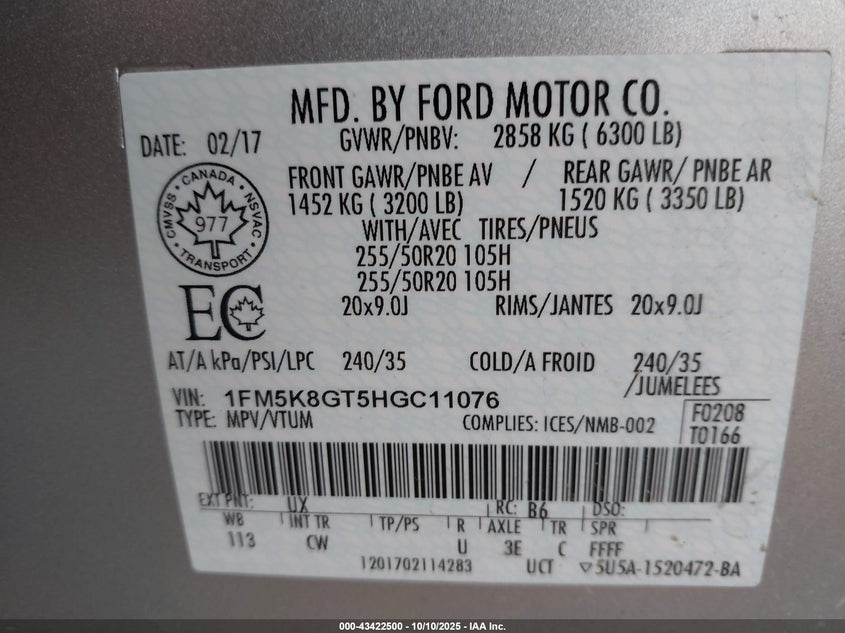 MFD. BY FORD MOTOR CO.
DATE: 02/17 GVWR/PNBV: 2858 KG ( 6300 LB)
FRONT GAWR/PNBE AV / REAR GAWR/ PNBE AR
1452 KG ( 3200 LB) 1520 KG ( 3350 LB)
CANADA
CMVSS 977 NSVAC
TRANSPORT
WITH/AVEC TIRES/PNEUS
255/50R20 105H
255/50R20 105H
EC
20x9.0J RIMS/JANTES 20x9.0J
AT/A kPa/PSI/LPC 240/35 COLD/A FROID 240/35
/JUMELEES
VIN: 1FM5K8GT5HGC11076
TYPE: MPV/VTUM COMPLIES: ICES/NMB-002
F0208
T0166
EXT PNT: UX RC: B6 DSO:
WB INT TR TP/PS R AXLE TR SPR
113 CW U 3E C FFFF
1201702114283 UCT ▽5U5A-1520472-BA
000-43422500 - 10/10/2025 - IAA Inc.